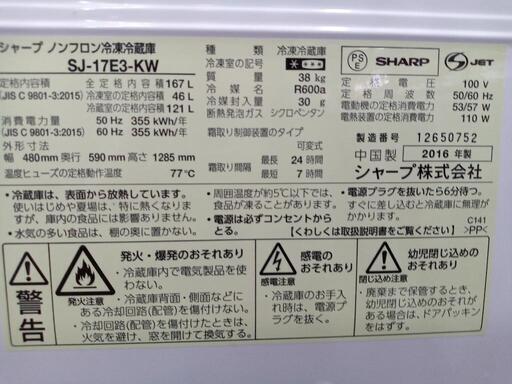 シャープ ノンフロン冷凍冷蔵庫
SJ-17E3-KW
定格内容積 全定格内容積 167 L
(JIS C 9801-3:2015) 冷凍室の定格内容積 46 L
冷蔵室の定格内容積 121 L
消費電力量 50 Hz 355 kWh/年
(JIS C 9801-3:2015) 60 Hz 355 kWh/年
外形寸法
幅 480mm 奥行 590 mm 高さ 1285 mm
温度ヒューズの定格動作温度 77℃
種類 冷凍冷蔵庫
冷凍室の記号
質量 38 kg
冷媒名 R600a
冷媒封入量 30 g
断熱発泡ガス シクロペンタン
霜取り制御装置のタイプ
可変式
霜取り間隔 最長 24 時間
最短 7 時間
PS
E
SHARP
JET
定格電圧 100 V
定格周波数 50/60 Hz
電動機の定格消費電力 53/57 W
電熱装置の定格消費電力 110 W
製造番号 12650752
中国製 2016 年製
シャープ株式会社
●冷蔵庫は、表面から放熱しています。
使いはじめや夏場は、特に熱くなりま
すが、庫内の食品には影響ありません。
●水気の多い食品は、棚の奥に置かない。
●周囲温度が約5℃以下では、
食品が凍ることがあります。
●電源は必ずコンセントから
とる。
●電源プラグを抜いたら6分待つ。
すぐに差し込むと冷蔵庫に無理が
かかります。
【くわしくは取扱説明書をご覧ください】
C141
>PP<
警告
発火・爆発のおそれあり
発火注意
・冷蔵庫内で電気製品を使
わない。
・冷蔵庫背面・側面などに
ある冷却回路(配管)を傷つけない。
・冷却回路(配管)を傷つけたときは、
火気を避け、窓を開けて換気する。
感電の
おそれあり
感電注意
・冷蔵庫のお手入
れ時は、電源プ
ラグを抜く。
幼児閉じ込めの
おそれあり
閉じ込め注意
・廃棄まで保管するとき、
幼児閉じ込めのおそれが
ある場合は、ドアパッキン
をはずす。